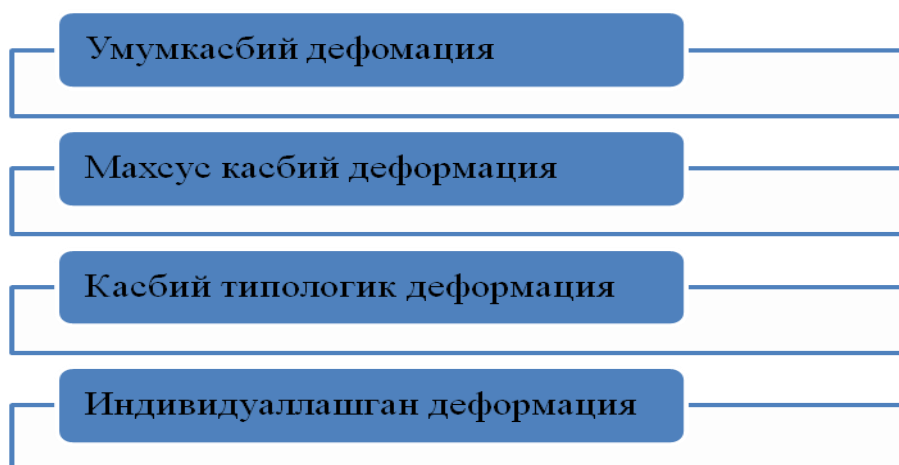 Умумкасбий дефомация
Махсус касбий деформация
Касбий типологик деформация
Индивидуаллашган деформация